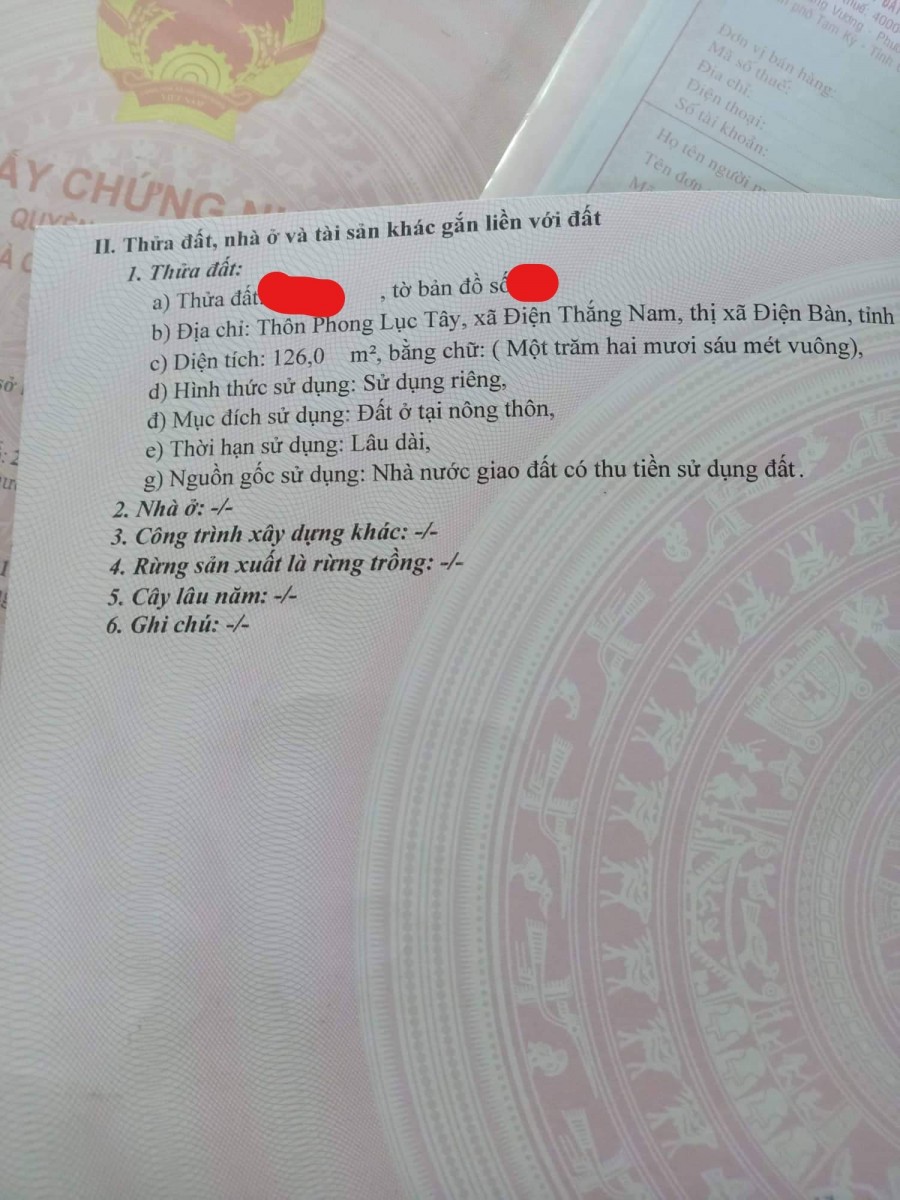 VIỆT NAM
ẤY CHỨNG
QUYỀN
Đơn vị bán hàng:
Mã số thuế:
Địa chỉ:
Điện thoại:
Số tài khoản:
Họ tên người
Tên đơn
II. Thửa đất, nhà ở và tài sản khác gắn liền với đất
1. Thửa đất:
a) Thửa đất , tờ bản đồ số
b) Địa chỉ: Thôn Phong Lục Tây, xã Điện Thắng Nam, thị xã Điện Bàn, tỉnh
c) Diện tích: 126,0 m², bằng chữ: ( Một trăm hai mươi sáu mét vuông),
d) Hình thức sử dụng: Sử dụng riêng,
đ) Mục đích sử dụng: Đất ở tại nông thôn,
e) Thời hạn sử dụng: Lâu dài,
g) Nguồn gốc sử dụng: Nhà nước giao đất có thu tiền sử dụng đất.
2. Nhà ở: -/-
3. Công trình xây dựng khác: -/-
4. Rừng sản xuất là rừng trồng: -/-
5. Cây lâu năm: -/-
6. Ghi chú: -/-